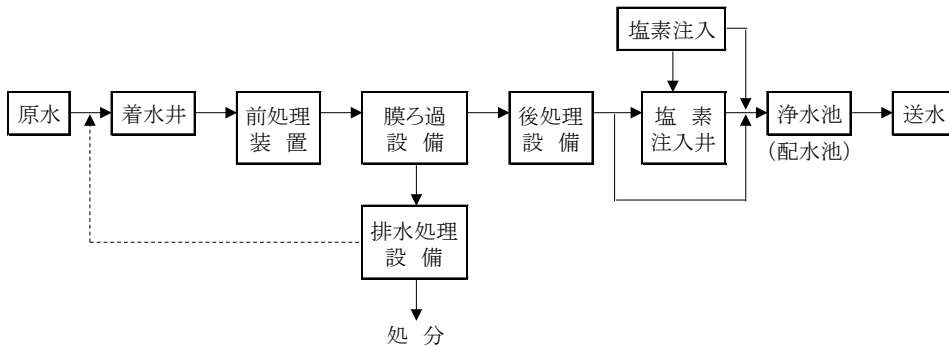 塩素注入
原水
着水井
前処理
装置
膜ろ過
設備
後処理
設備
塩素
注入井
浄水池
(配水池)
送水
排水処理
設備
処分